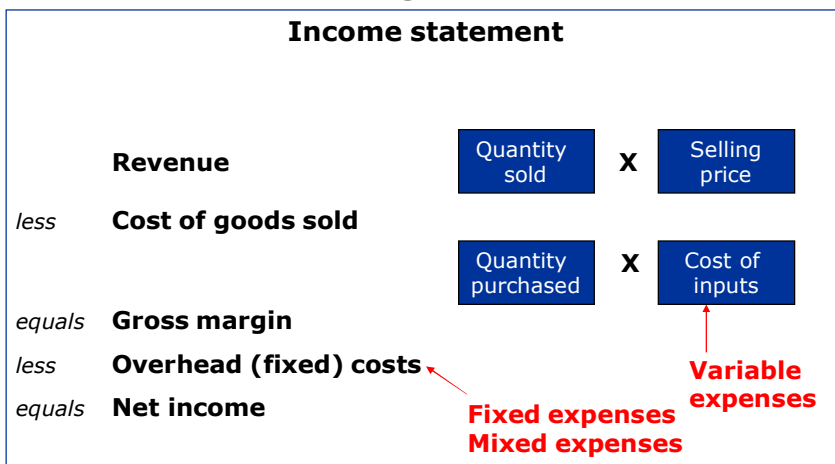 Income statement
Revenue
Quantity
sold
X
Selling
price
less Cost of goods sold
Quantity
purchased
X
Cost of
inputs
equals Gross margin
less Overhead (fixed) costs
equals Net income
Variable
expenses
Fixed expenses
Mixed expenses